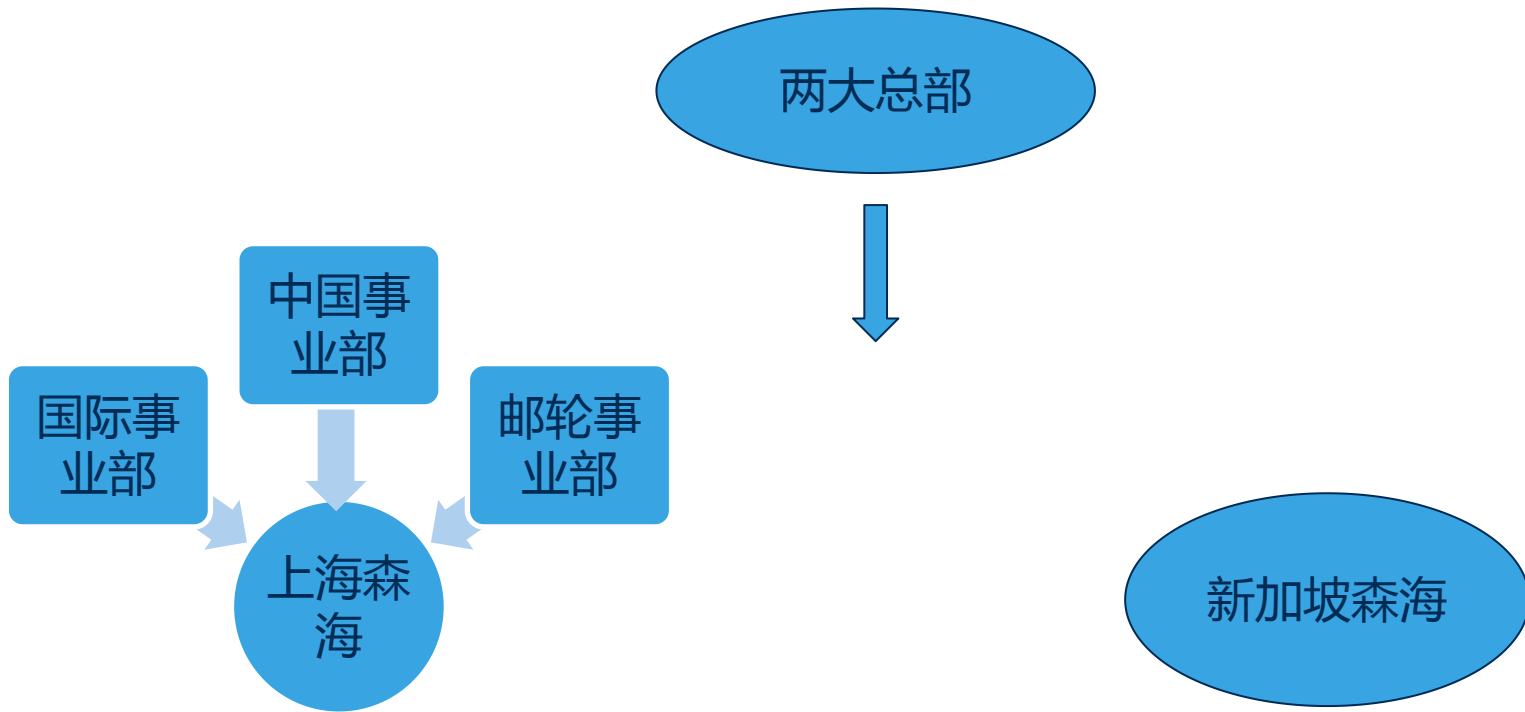 两大总部
中国事
业部
国际事
业部
邮轮事
业部
上海森
海
新加坡森海